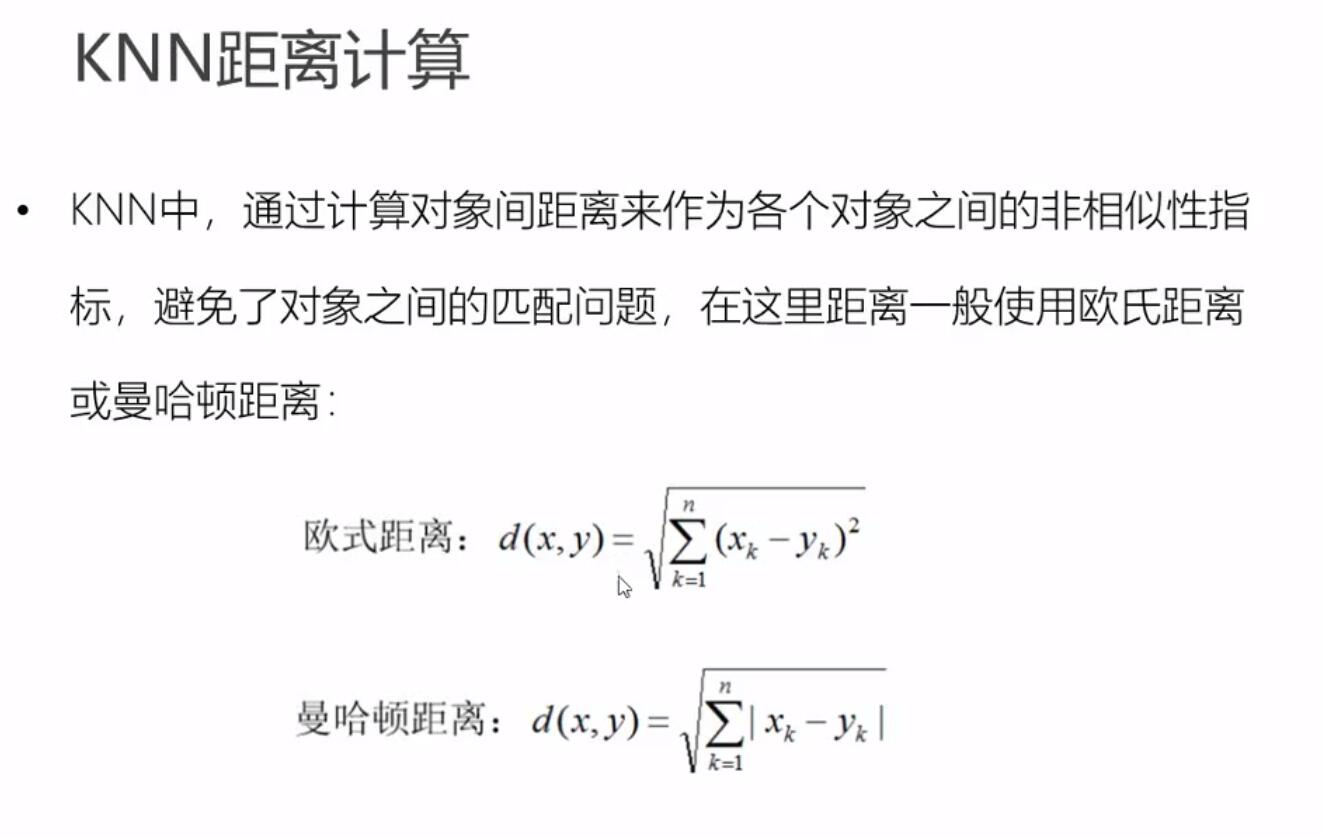 KNN距离计算
• KNN中，通过计算对象间距离来作为各个对象之间的非相似性指
标，避免了对象之间的匹配问题，在这里距离一般使用欧氏距离
或曼哈顿距离：
欧式距离：d(x,y)=√(∑_{k=1}^{n}(x_k−y_k)^2)
曼哈顿距离：d(x,y)=√(∑_{k=1}^{n}|x_k−y_k|)